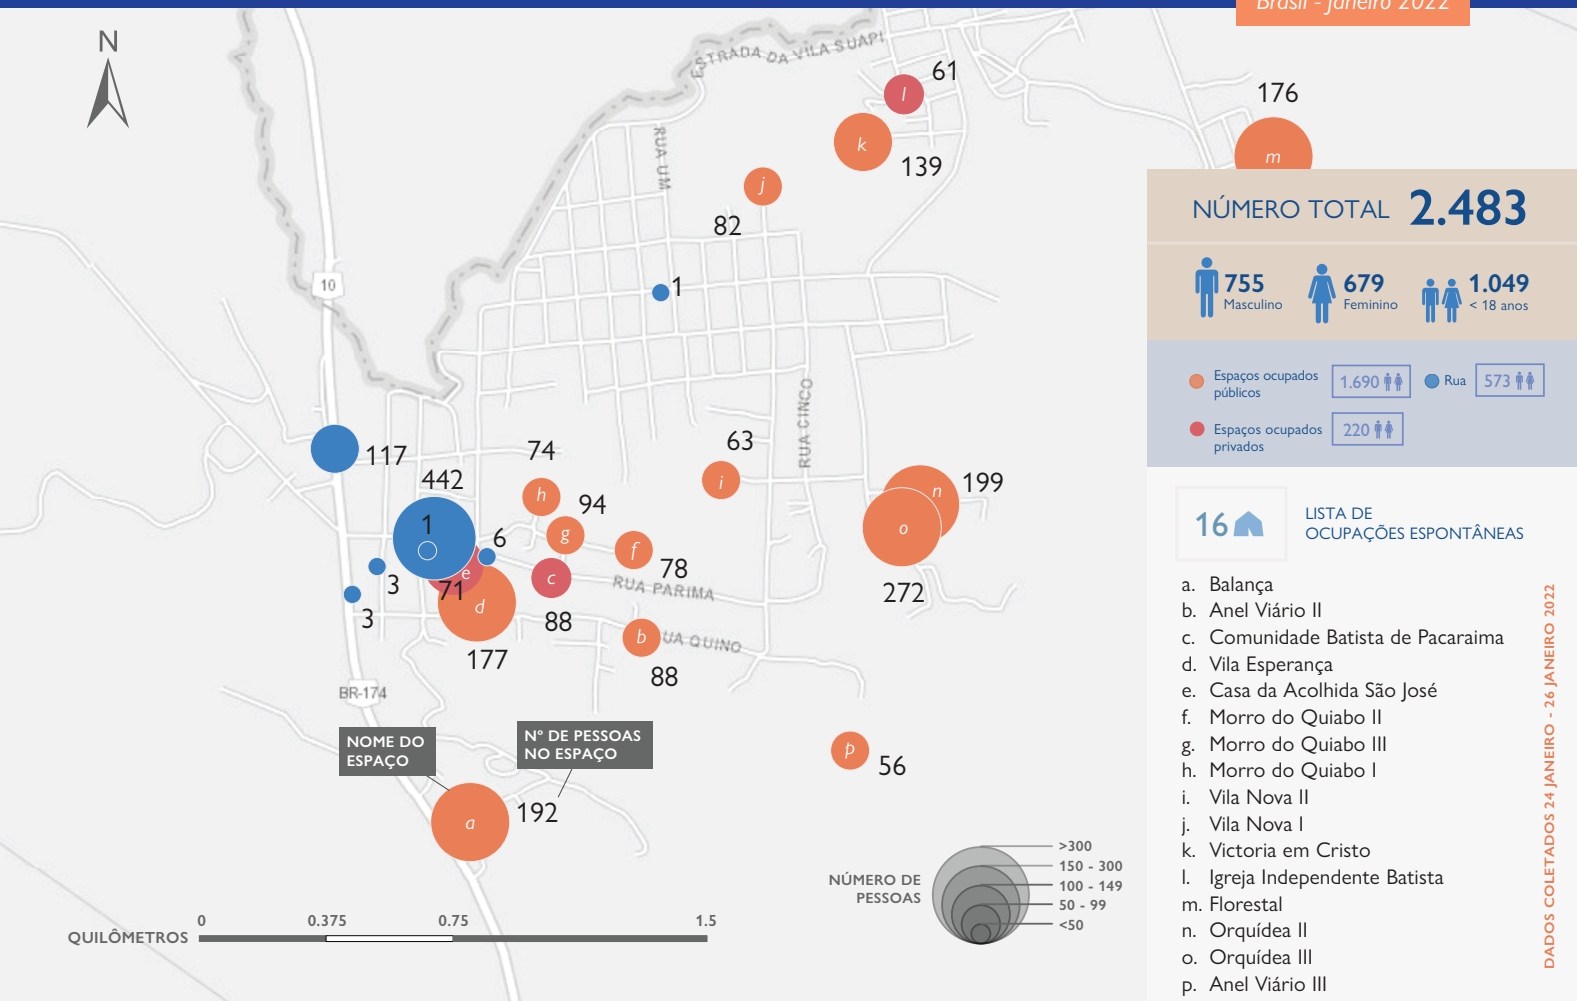 Brasil - Janeiro 2022
N
ESTRADA DA VILA SUAPI
61
l
176
k
139
m
RUA UM
j
82
NÚMERO TOTAL 2.483
10
1
755
Masculino
679
Feminino
1.049
< 18 anos
Espaços ocupados
públicos
1.690
Rua
573
Espaços ocupados
privados
220
RUA CINCO
117
442
74
63
h
i
94
n
199
1
6
g
o
e
f
78
3
71
c
RUA PARIMA
272
3
d
88
b
UA QUINO
177
88
BR-174
16
LISTA DE
OCUPAÇÕES ESPONTÂNEAS
a. Balança
b. Anel Viário II
c. Comunidade Batista de Pacaraima
d. Vila Esperança
e. Casa da Acolhida São José
f. Morro do Quiabo II
g. Morro do Quiabo III
h. Morro do Quiabo I
i. Vila Nova II
j. Vila Nova I
k. Victoria em Cristo
l. Igreja Independente Batista
m. Florestal
n. Orquídea II
o. Orquídea III
p. Anel Viário III
DADOS COLETADOS 24 JANEIRO - 26 JANEIRO 2022
NOME DO
ESPAÇO
Nº DE PESSOAS
NO ESPAÇO
p
56
a
192
NÚMERO DE
PESSOAS
>300
150 - 300
100 - 149
50 - 99
<50
0 0.375 0.75 1.5
QUILÔMETROS